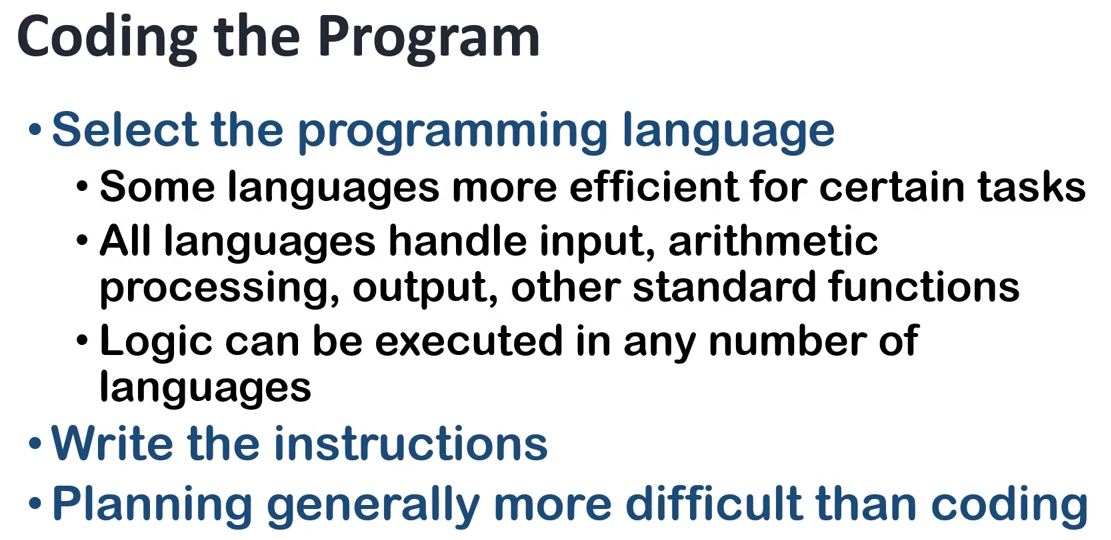 Coding the Program
• Select the programming language
• Some languages more efficient for certain tasks
• All languages handle input, arithmetic
processing, output, other standard functions
• Logic can be executed in any number of
languages
• Write the instructions
• Planning generally more difficult than coding